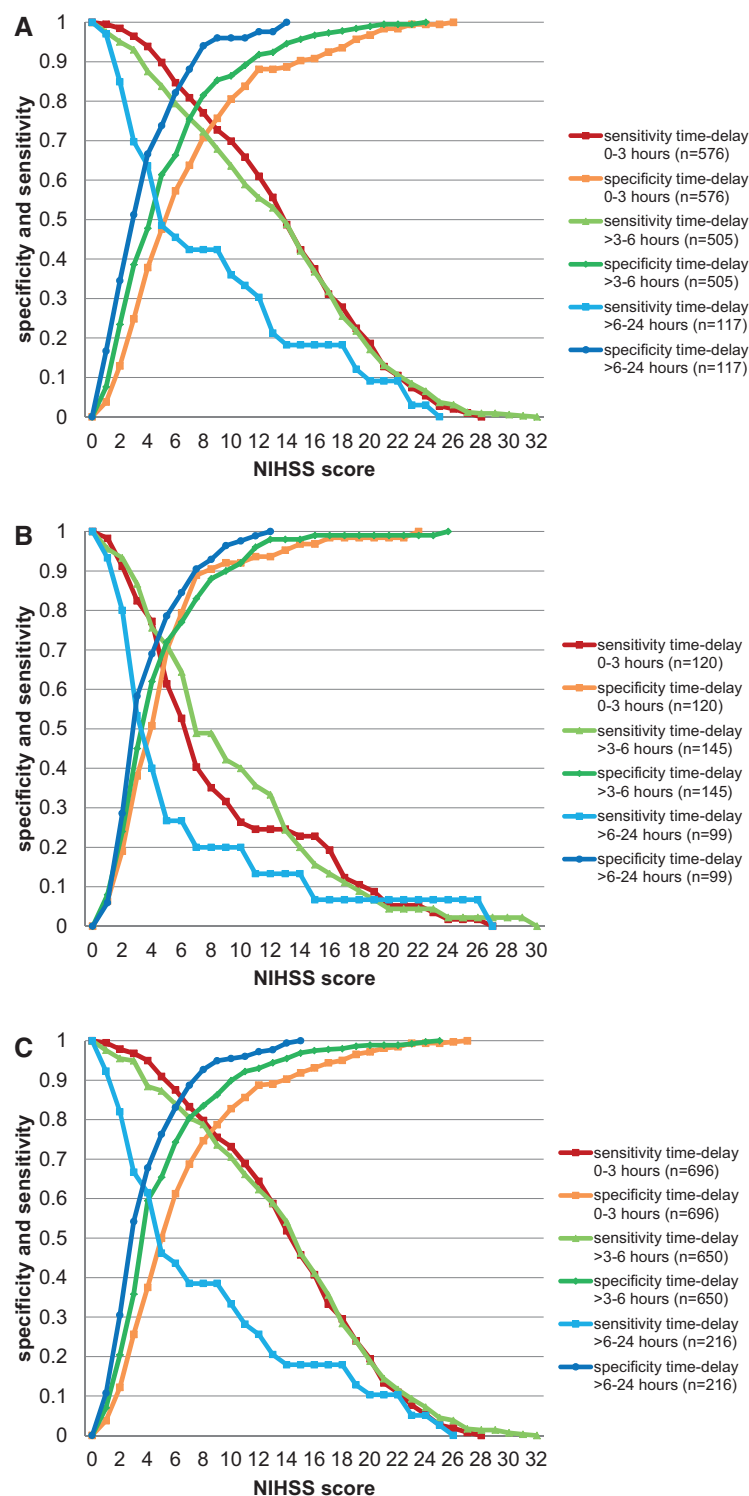 A
specificity and sensitivity
1
0.9
0.8
0.7
0.6
0.5
0.4
0.3
0.2
0.1
0
0 2 4 6 8 10 12 14 16 18 20 22 24 26 28 30 32
NIHSS score
sensitivity time-delay
0-3 hours (n=576)
specificity time-delay
0-3 hours (n=576)
sensitivity time-delay
>3-6 hours (n=505)
specificity time-delay
>3-6 hours (n=505)
sensitivity time-delay
>6-24 hours (n=117)
specificity time-delay
>6-24 hours (n=117)
B
specificity and sensitivity
1
0.9
0.8
0.7
0.6
0.5
0.4
0.3
0.2
0.1
0
0 2 4 6 8 10 12 14 16 18 20 22 24 26 28 30
NIHSS score
sensitivity time-delay
0-3 hours (n=120)
specificity time-delay
0-3 hours (n=120)
sensitivity time-delay
>3-6 hours (n=145)
specificity time-delay
>3-6 hours (n=145)
sensitivity time-delay
>6-24 hours (n=99)
specificity time-delay
>6-24 hours (n=99)
C
specificity and sensitivity
1
0.9
0.8
0.7
0.6
0.5
0.4
0.3
0.2
0.1
0
0 2 4 6 8 10 12 14 16 18 20 22 24 26 28 30 32
NIHSS score
sensitivity time-delay
0-3 hours (n=696)
specificity time-delay
0-3 hours (n=696)
sensitivity time-delay
>3-6 hours (n=650)
specificity time-delay
>3-6 hours (n=650)
sensitivity time-delay
>6-24 hours (n=216)
specificity time-delay
>6-24 hours (n=216)